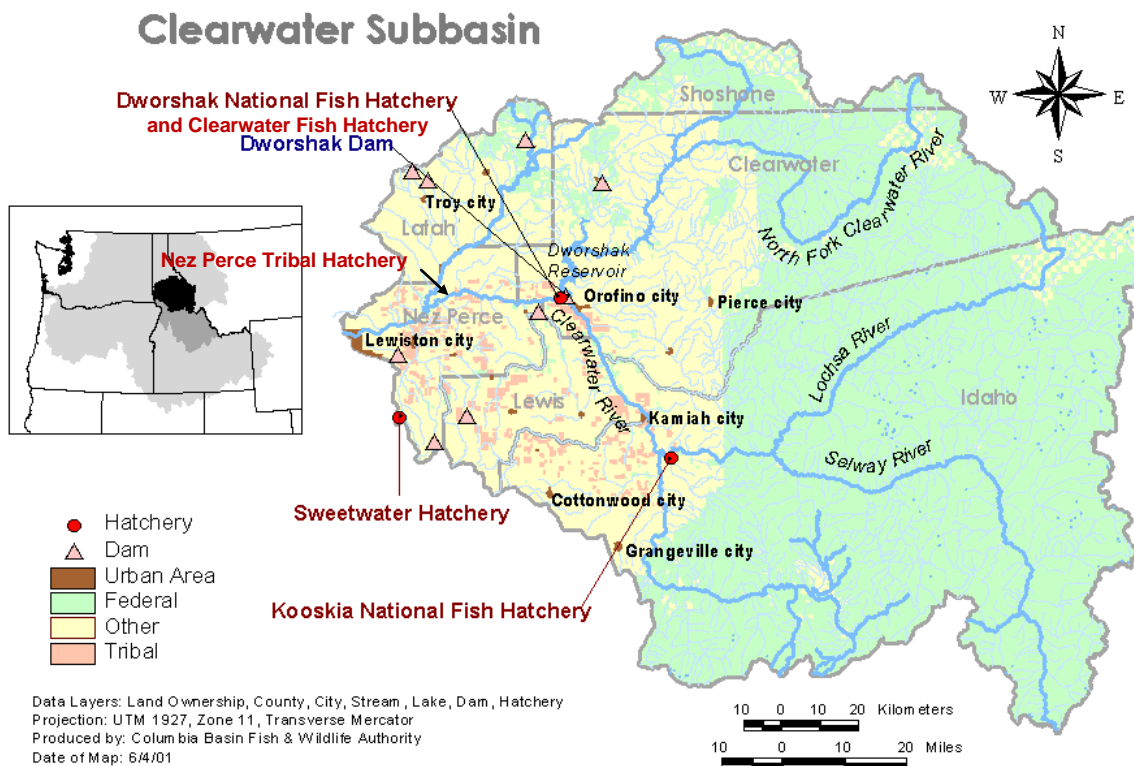 Clearwater Subbasin
N
W E
S
Dworshak National Fish Hatchery
and Clearwater Fish Hatchery
Dworshak Dam
Shoshone
Clearwater
North Fork Clearwater River
Troy city
Latah
Dworshak
Reservoir
Nez Perce Tribal Hatchery
Orofino city
Pierce city
Nez Perce
Lewiston city
Clearwater River
Lochsa River
Idaho
Lewis
Kamiah city
Selway River
Cottonwood city
Sweetwater Hatchery
Grangeville city
Kooskia National Fish Hatchery
Hatchery
Dam
Urban Area
Federal
Other
Tribal
Data Layers: Land Ownership, County, City, Stream, Lake, Dam, Hatchery
Projection: UTM 1927, Zone 11, Transverse Mercator
Produced by: Columbia Basin Fish & Wildlife Authority
Date of Map: 6/4/01
10 0 10 20 Kilometers
10 0 10 20 Miles